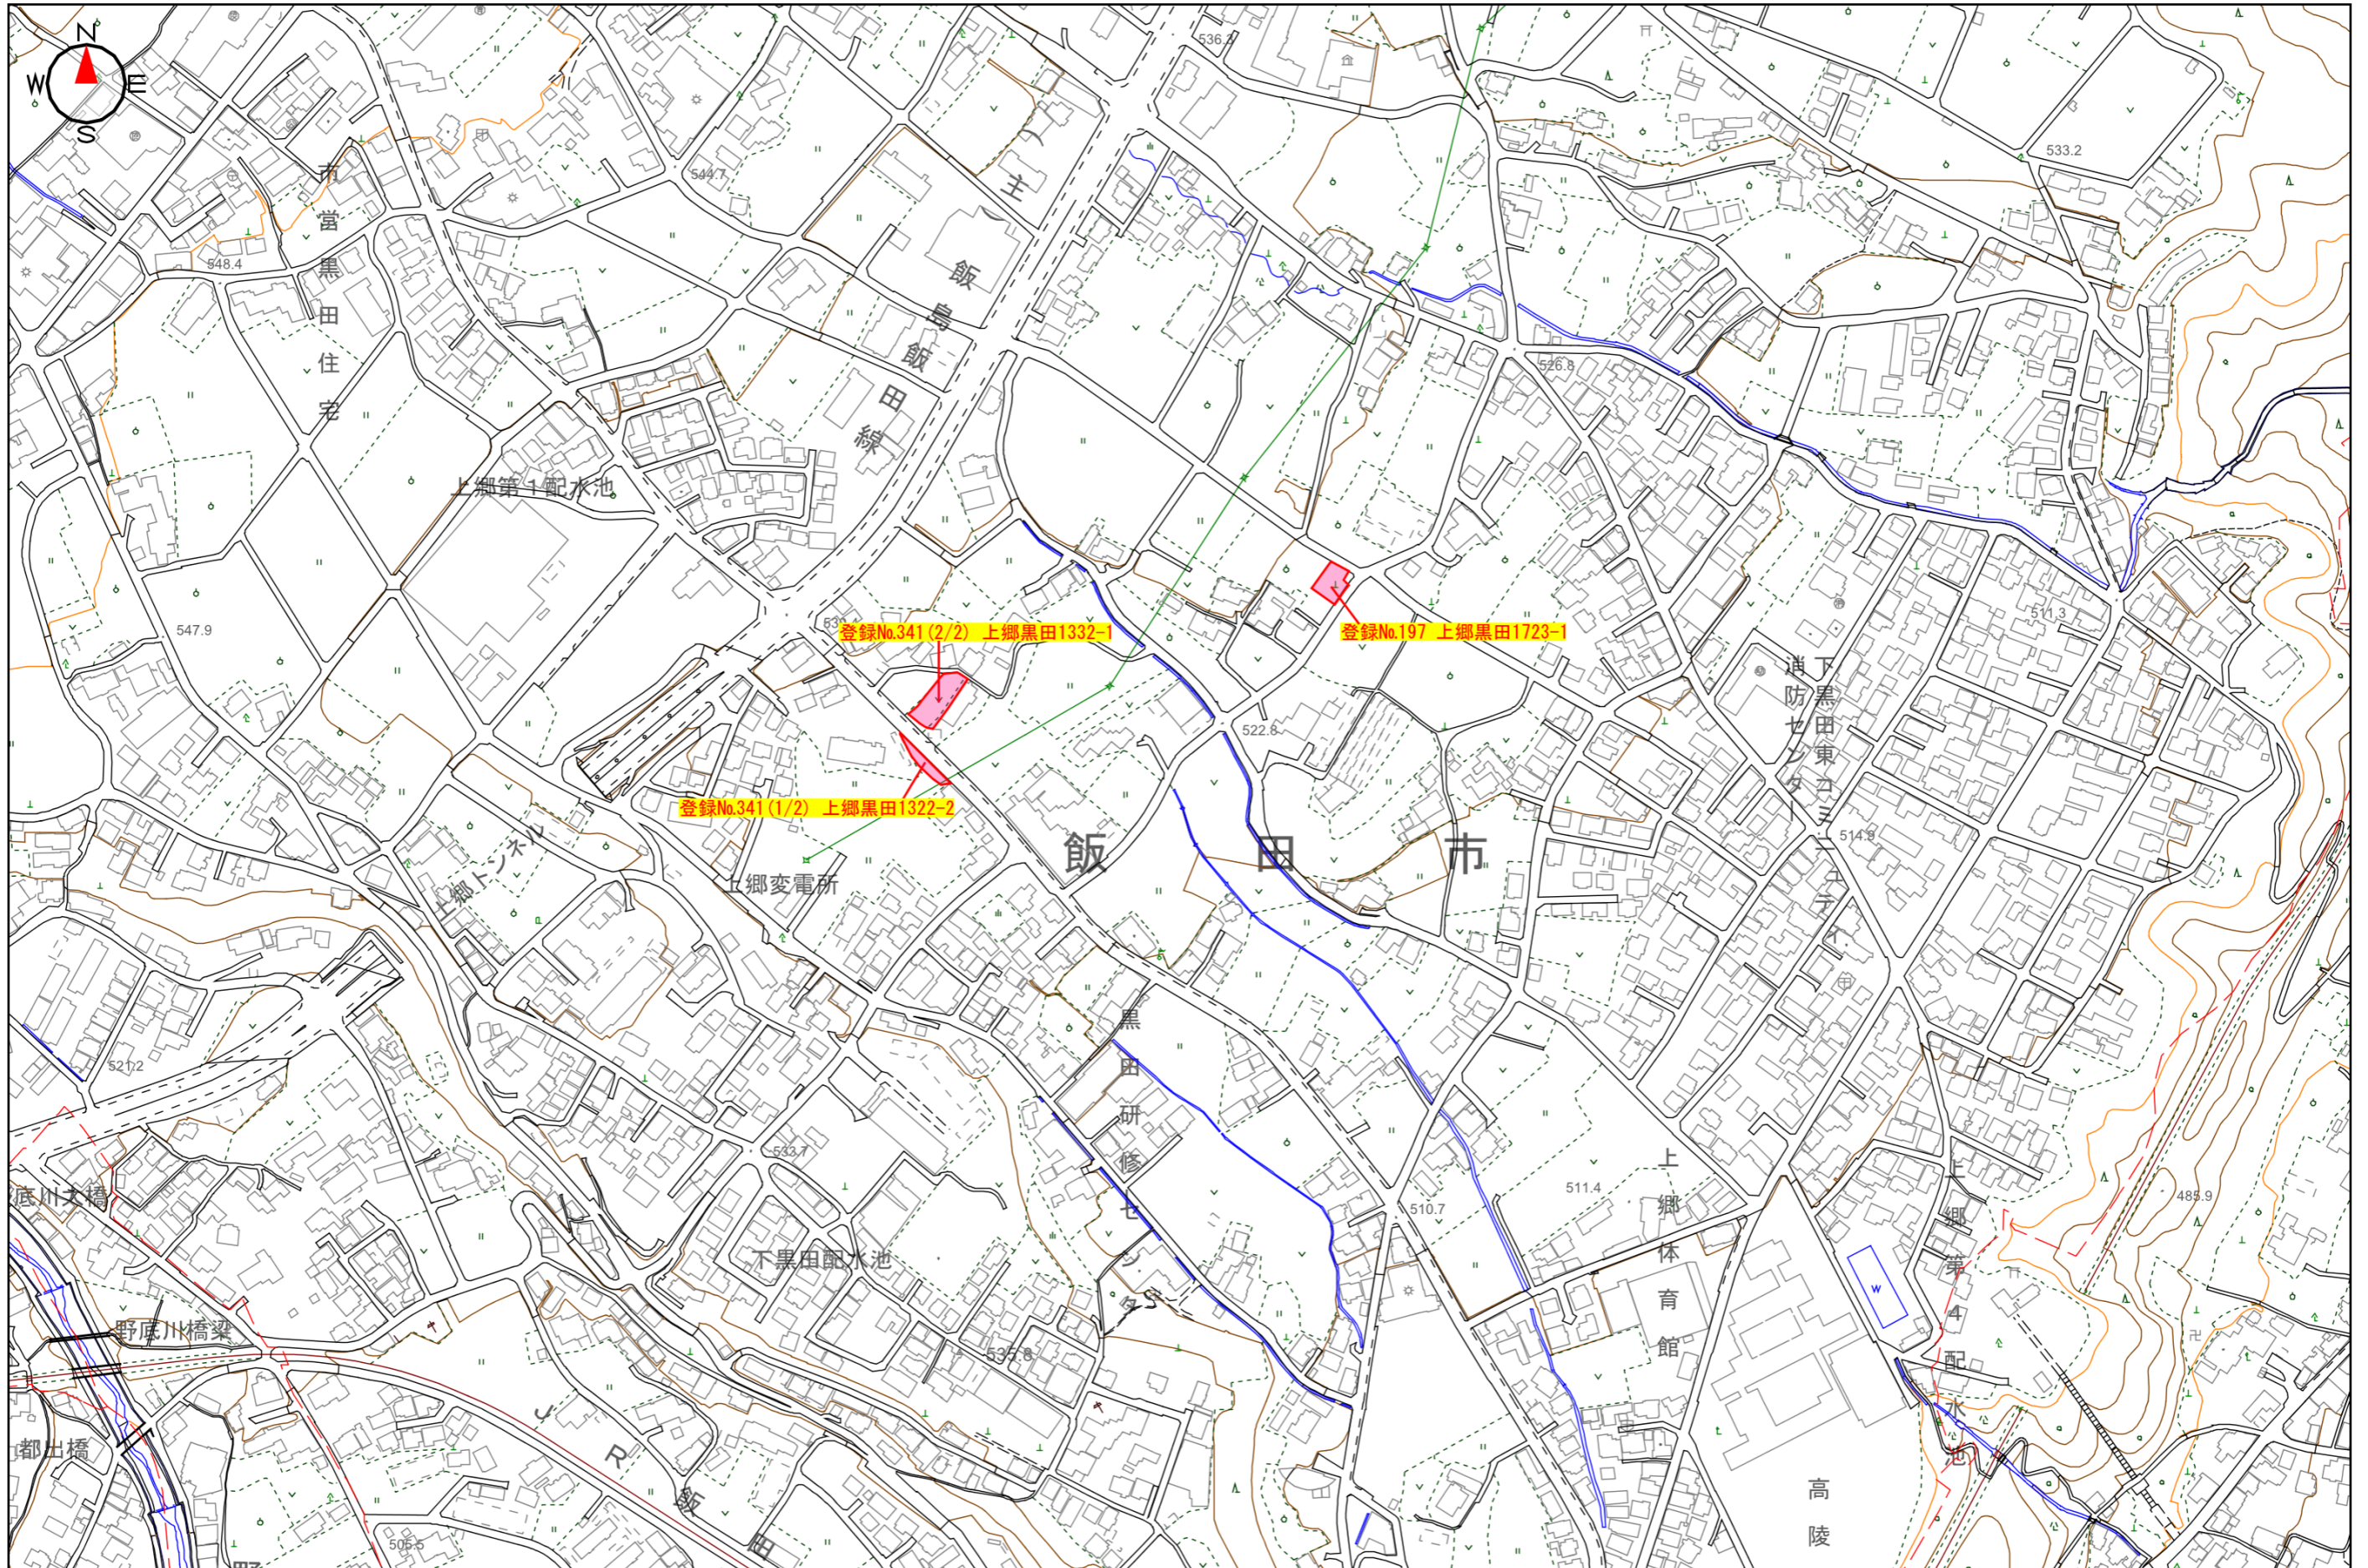 N
W E
S
536.2
533.2
544.7
(主)飯島飯田線
市営黒田住宅
548.4
526.8
上郷第1配水池
511.3
547.9
登録No.341(2/2) 上郷黒田1332-1
登録No.197 上郷黒田1723-1
下黒田東コミュニティ
消防センター
522.8
登録No.341(1/2) 上郷黒田1322-2
飯田市
514.9
上郷トンネル
上郷変電所
黒田研修センター
521.2
533.7
底川大橋
511.4
上郷体育館
510.7
上郷第4配水池
485.9
下黒田配水池
W
野底川橋梁
535.8
JR飯田
都出橋
高陵
505.5